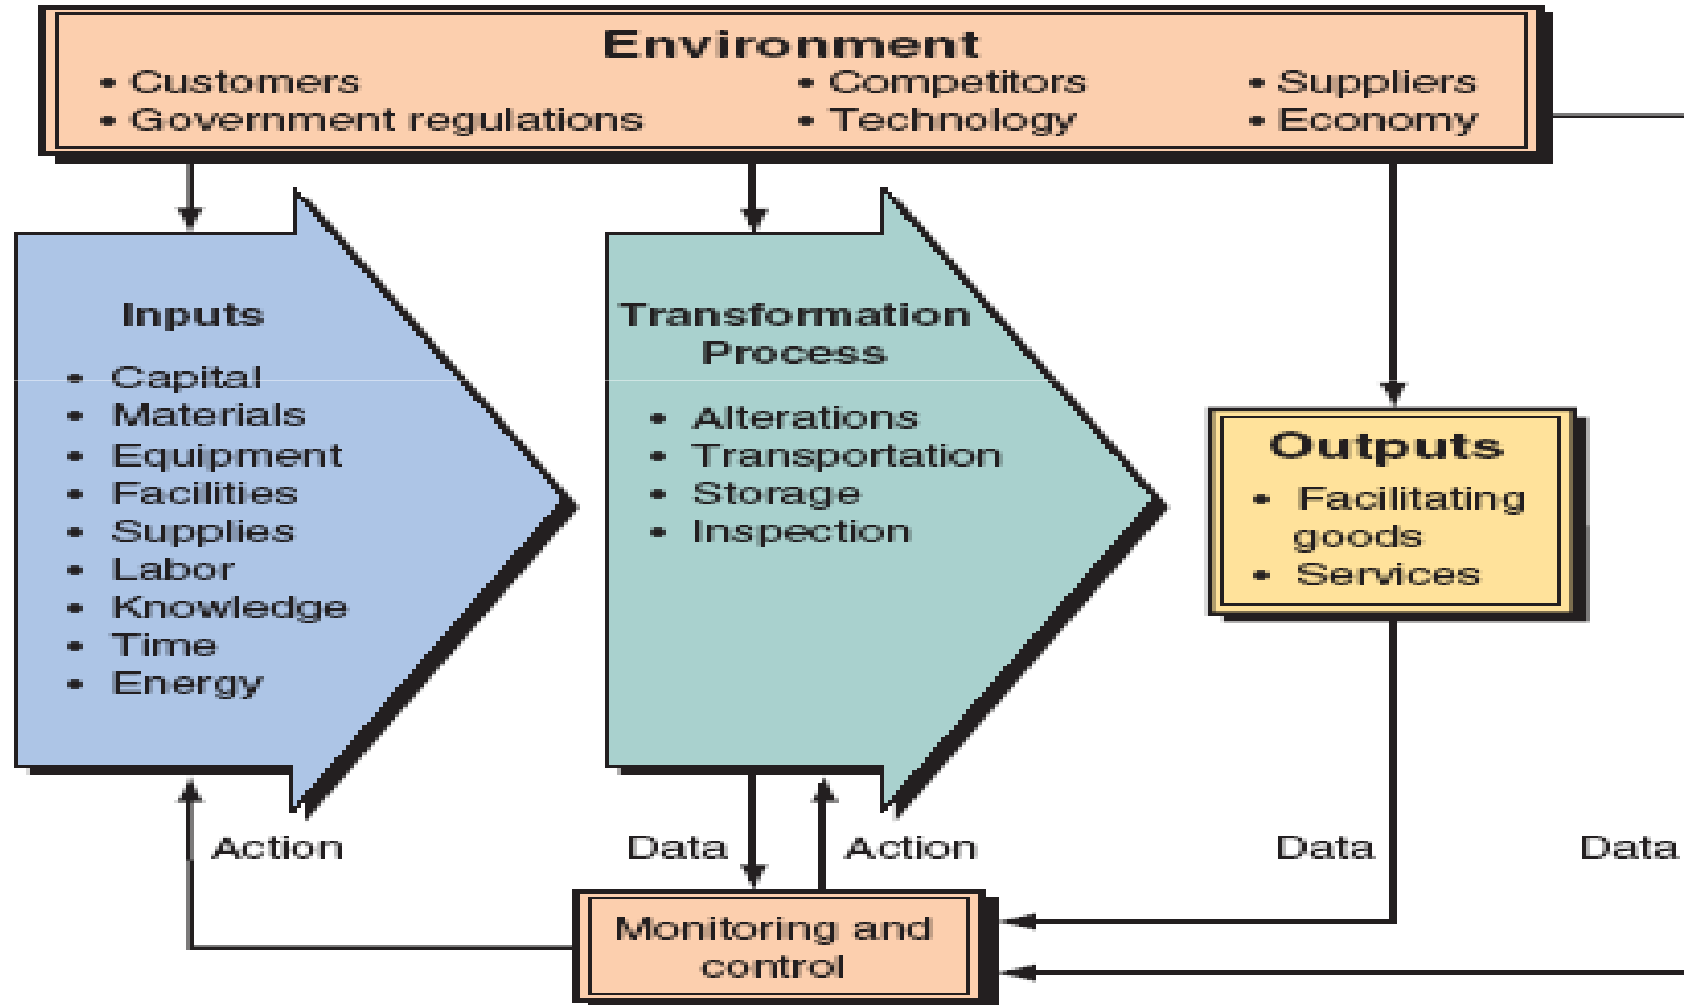 Environment
• Customers
• Competitors
• Suppliers
• Government regulations
• Technology
• Economy
Inputs
• Capital
• Materials
• Equipment
• Facilities
• Supplies
• Labor
• Knowledge
• Time
• Energy
Transformation
Process
• Alterations
• Transportation
• Storage
• Inspection
Outputs
• Facilitating
goods
• Services
Action
Data
Action
Data
Data
Monitoring and
control